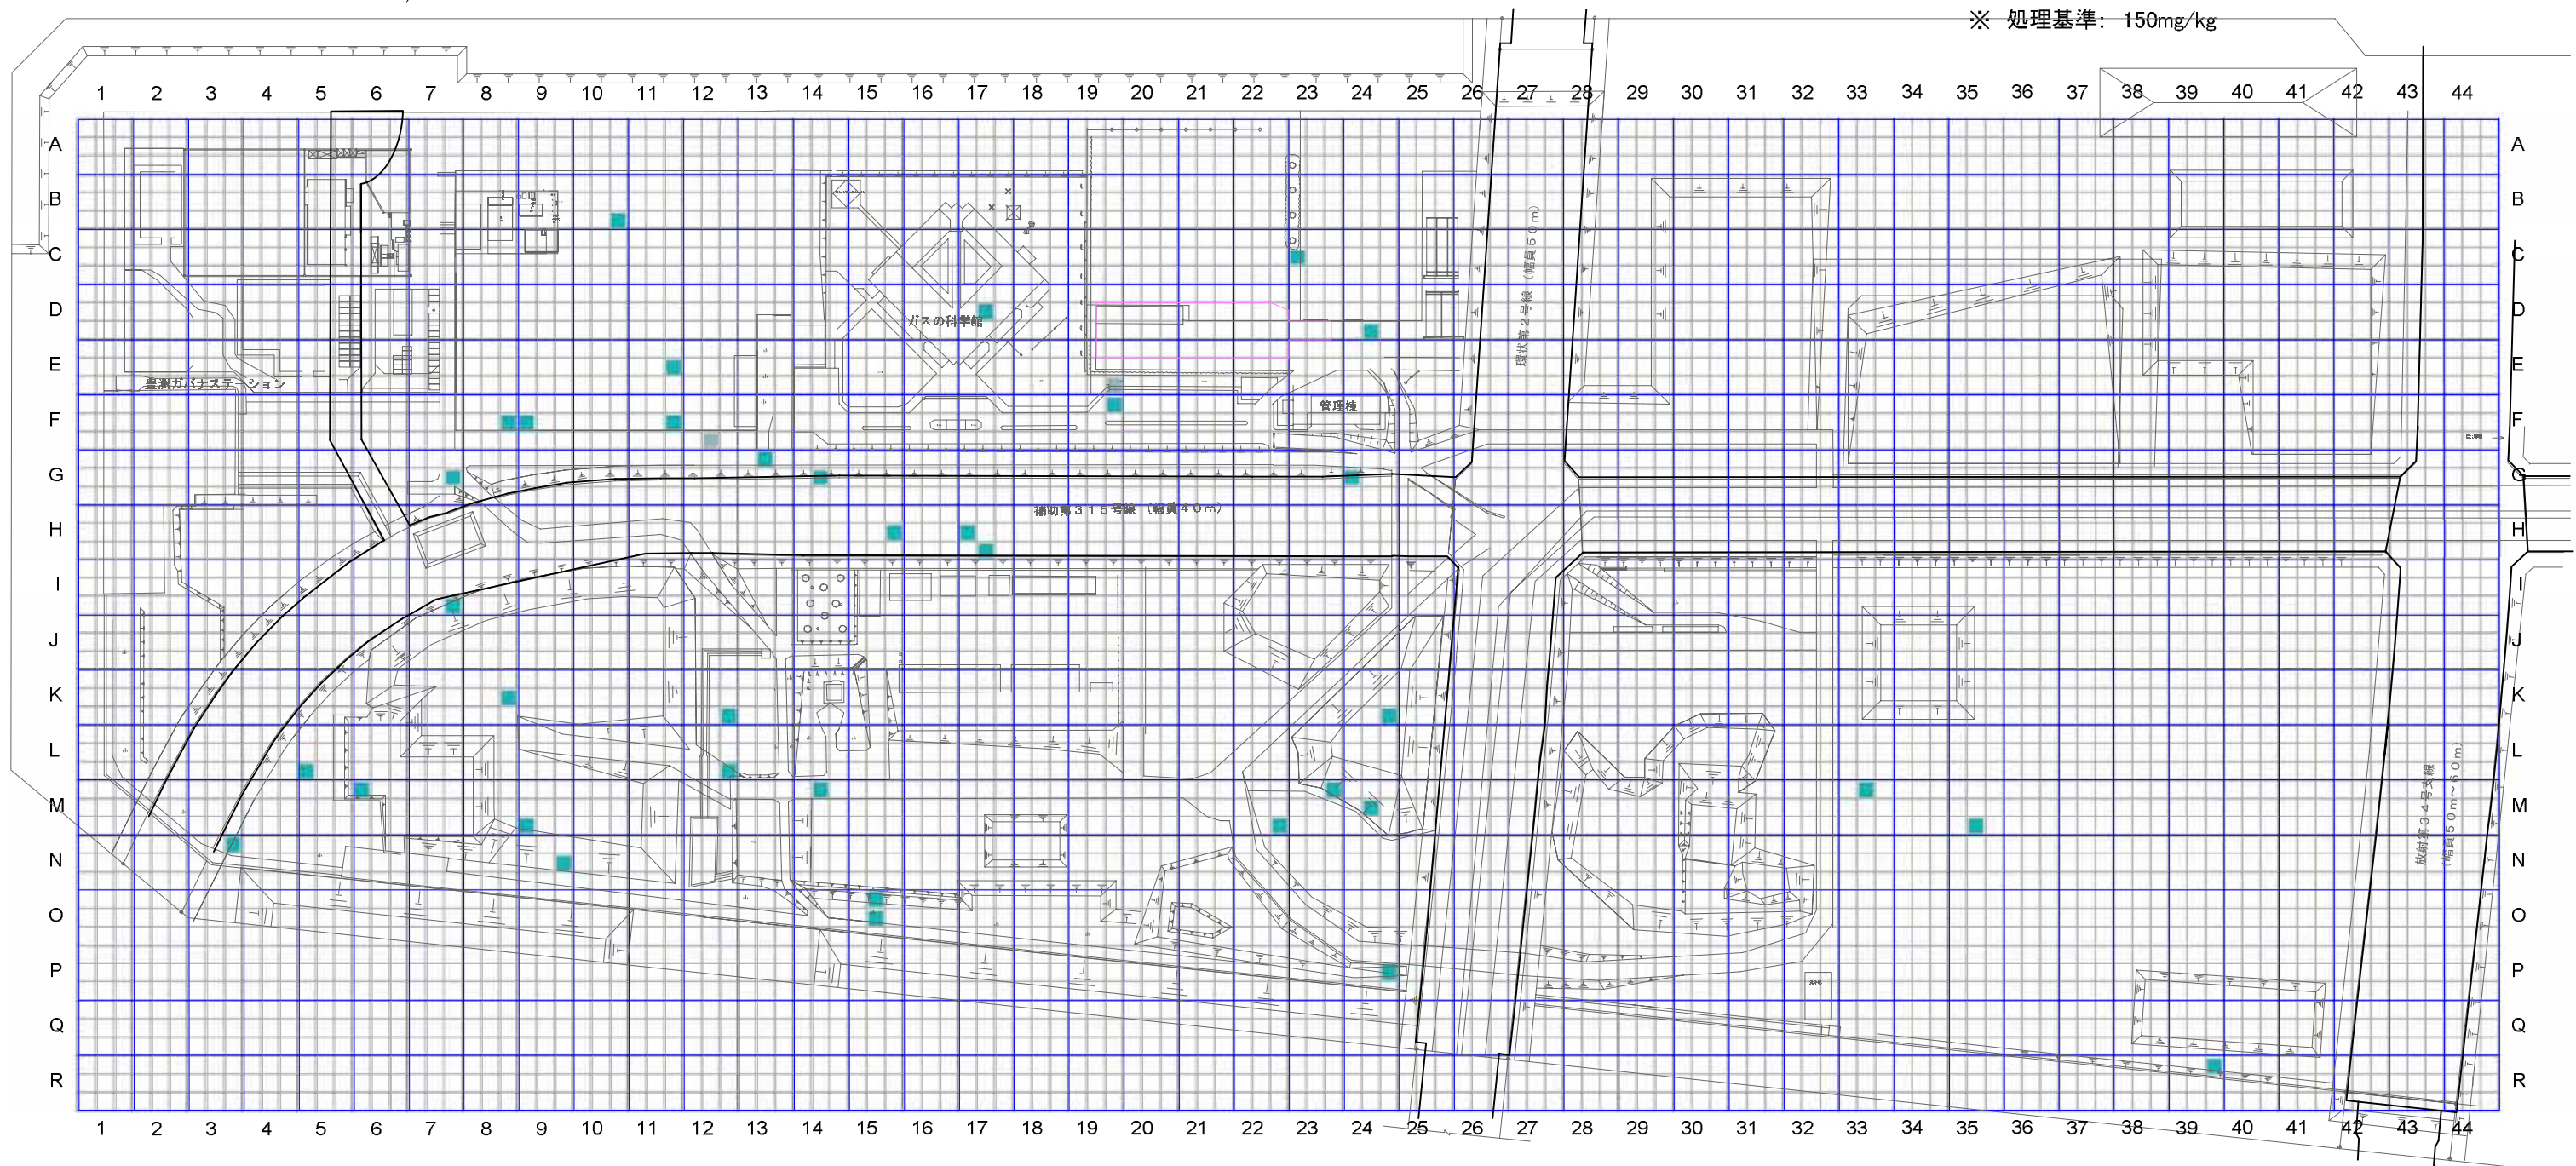 ※ 処理基準: 150mg/kg
1 2 3 4 5 6 7 8 9 10 11 12 13 14 15 16 17 18 19 20 21 22 23 24 25 26 27 28 29 30 31 32 33 34 35 36 37 38 39 40 41 42 43 44
A A
B B
C C
環状第2号線 (幅員50m)
D D
ガスの科学館
E E
豊洲ガバナステーション
管理棟
F F
G G
補助第315号線 (幅員40m)
H H
I I
J J
K K
L L
M M
放射第34号支線
(幅員50m~60m)
N N
O O
P P
Q Q
R R
1 2 3 4 5 6 7 8 9 10 11 12 13 14 15 16 17 18 19 20 21 22 23 24 25 26 27 28 29 30 31 32 33 34 35 36 37 38 39 40 41 42 43 44